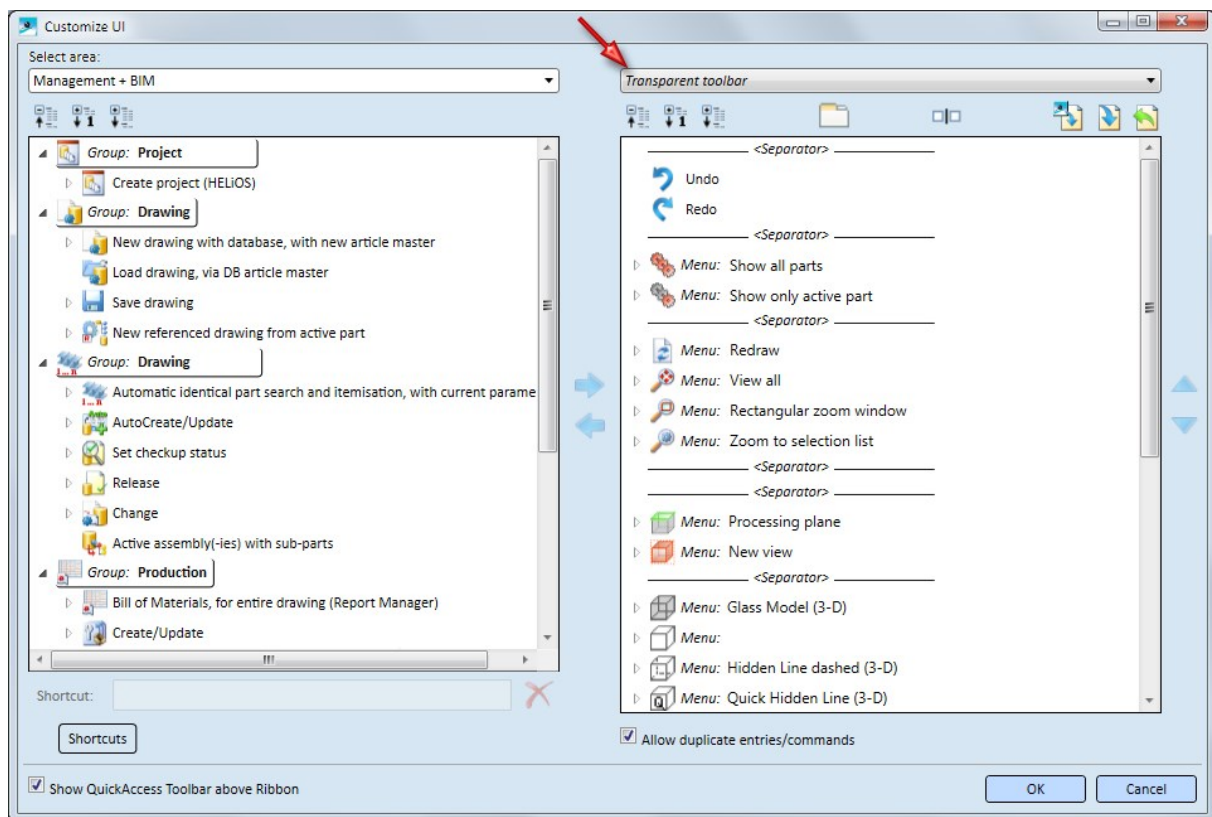 Customize UI
Select area:
Management + BIM
Group: Project
Create project (HELiOS)
Group: Drawing
New drawing with database, with new article master
Load drawing, via DB article master
Save drawing
New referenced drawing from active part
Group: Drawing
Automatic identical part search and itemisation, with current parame
AutoCreate/Update
Set checkup status
Release
Change
Active assembly(-ies) with sub-parts
Group: Production
Bill of Materials, for entire drawing (Report Manager)
Create/Update
Shortcut:
Shortcuts
Show QuickAccess Toolbar above Ribbon
Transparent toolbar
<Separator>
Undo
Redo
<Separator>
Menu: Show all parts
Menu: Show only active part
<Separator>
Menu: Redraw
Menu: View all
Menu: Rectangular zoom window
Menu: Zoom to selection list
<Separator>
<Separator>
Menu: Processing plane
Menu: New view
<Separator>
Menu: Glass Model (3-D)
Menu:
Menu: Hidden Line dashed (3-D)
Menu: Quick Hidden Line (3-D)
Allow duplicate entries/commands
OK
Cancel